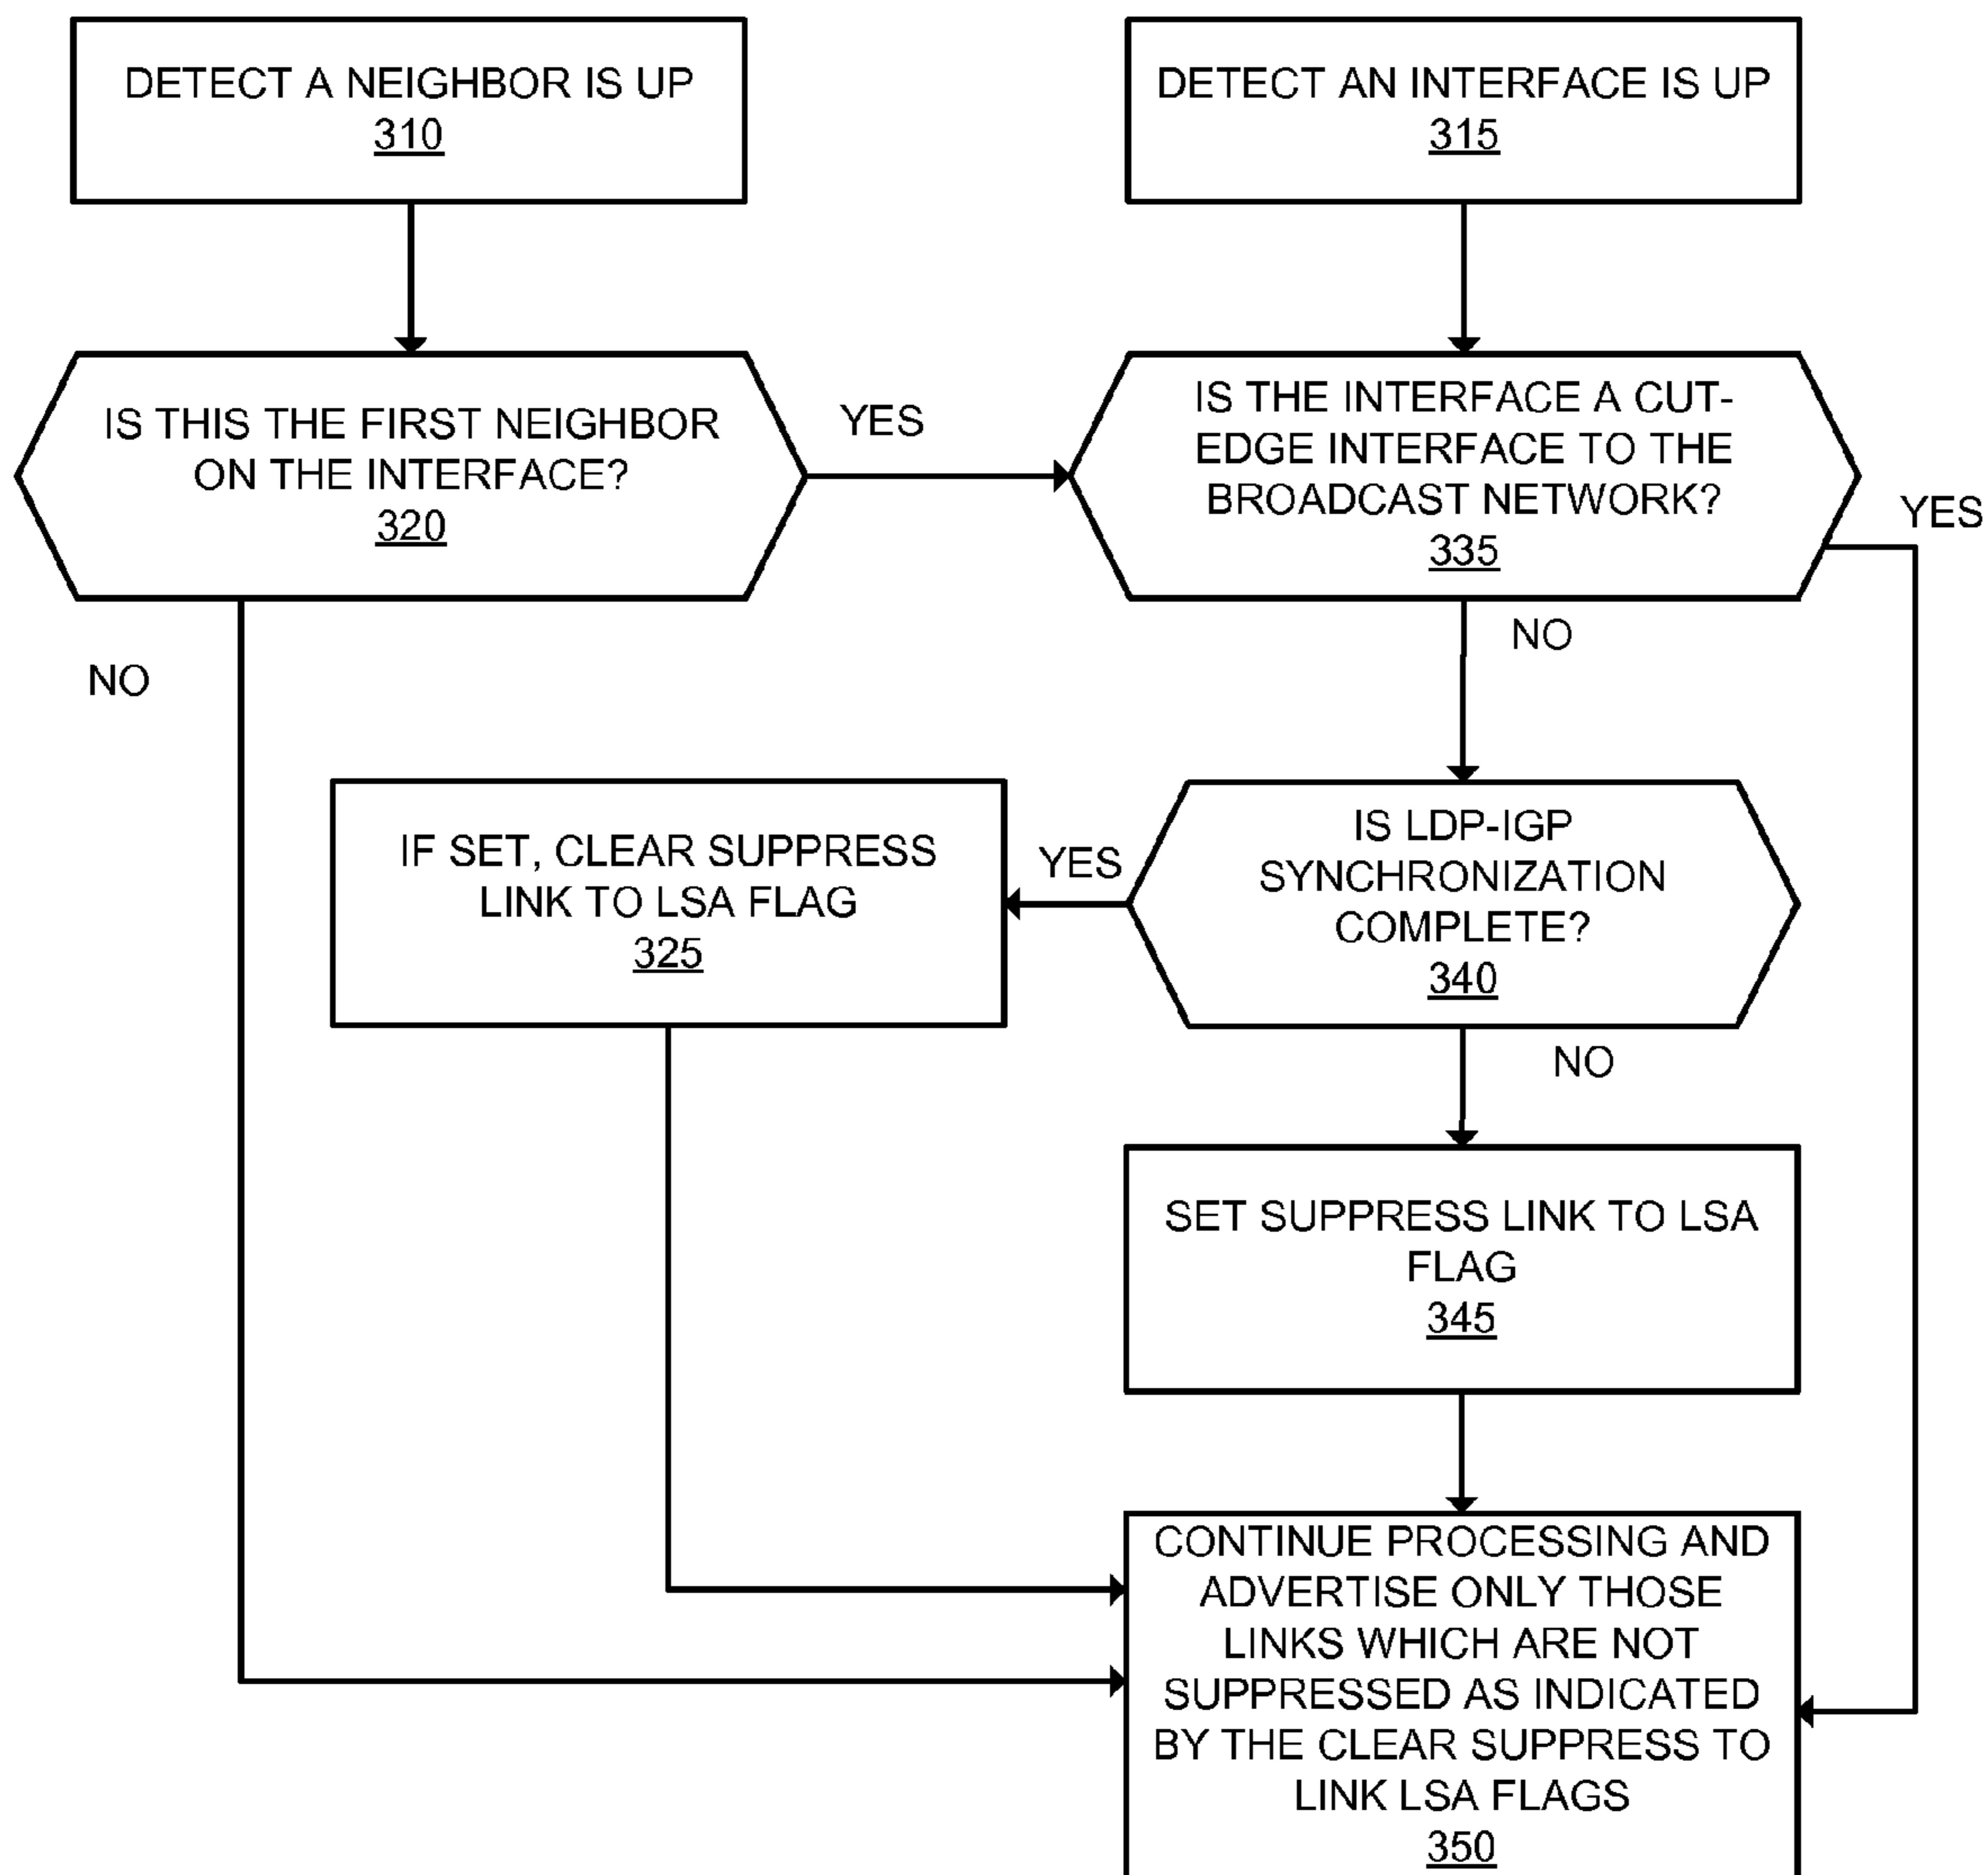 DETECT A NEIGHBOR IS UP
310
DETECT AN INTERFACE IS UP
315
IS THIS THE FIRST NEIGHBOR
ON THE INTERFACE?
320
YES
IS THE INTERFACE A CUT-
EDGE INTERFACE TO THE
BROADCAST NETWORK?
335
YES
NO
NO
IF SET, CLEAR SUPPRESS
LINK TO LSA FLAG
325
YES
IS LDP-IGP
SYNCHRONIZATION
COMPLETE?
340
NO
SET SUPPRESS LINK TO LSA
FLAG
345
CONTINUE PROCESSING AND
ADVERTISE ONLY THOSE
LINKS WHICH ARE NOT
SUPPRESSED AS INDICATED
BY THE CLEAR SUPPRESS TO
LINK LSA FLAGS
350